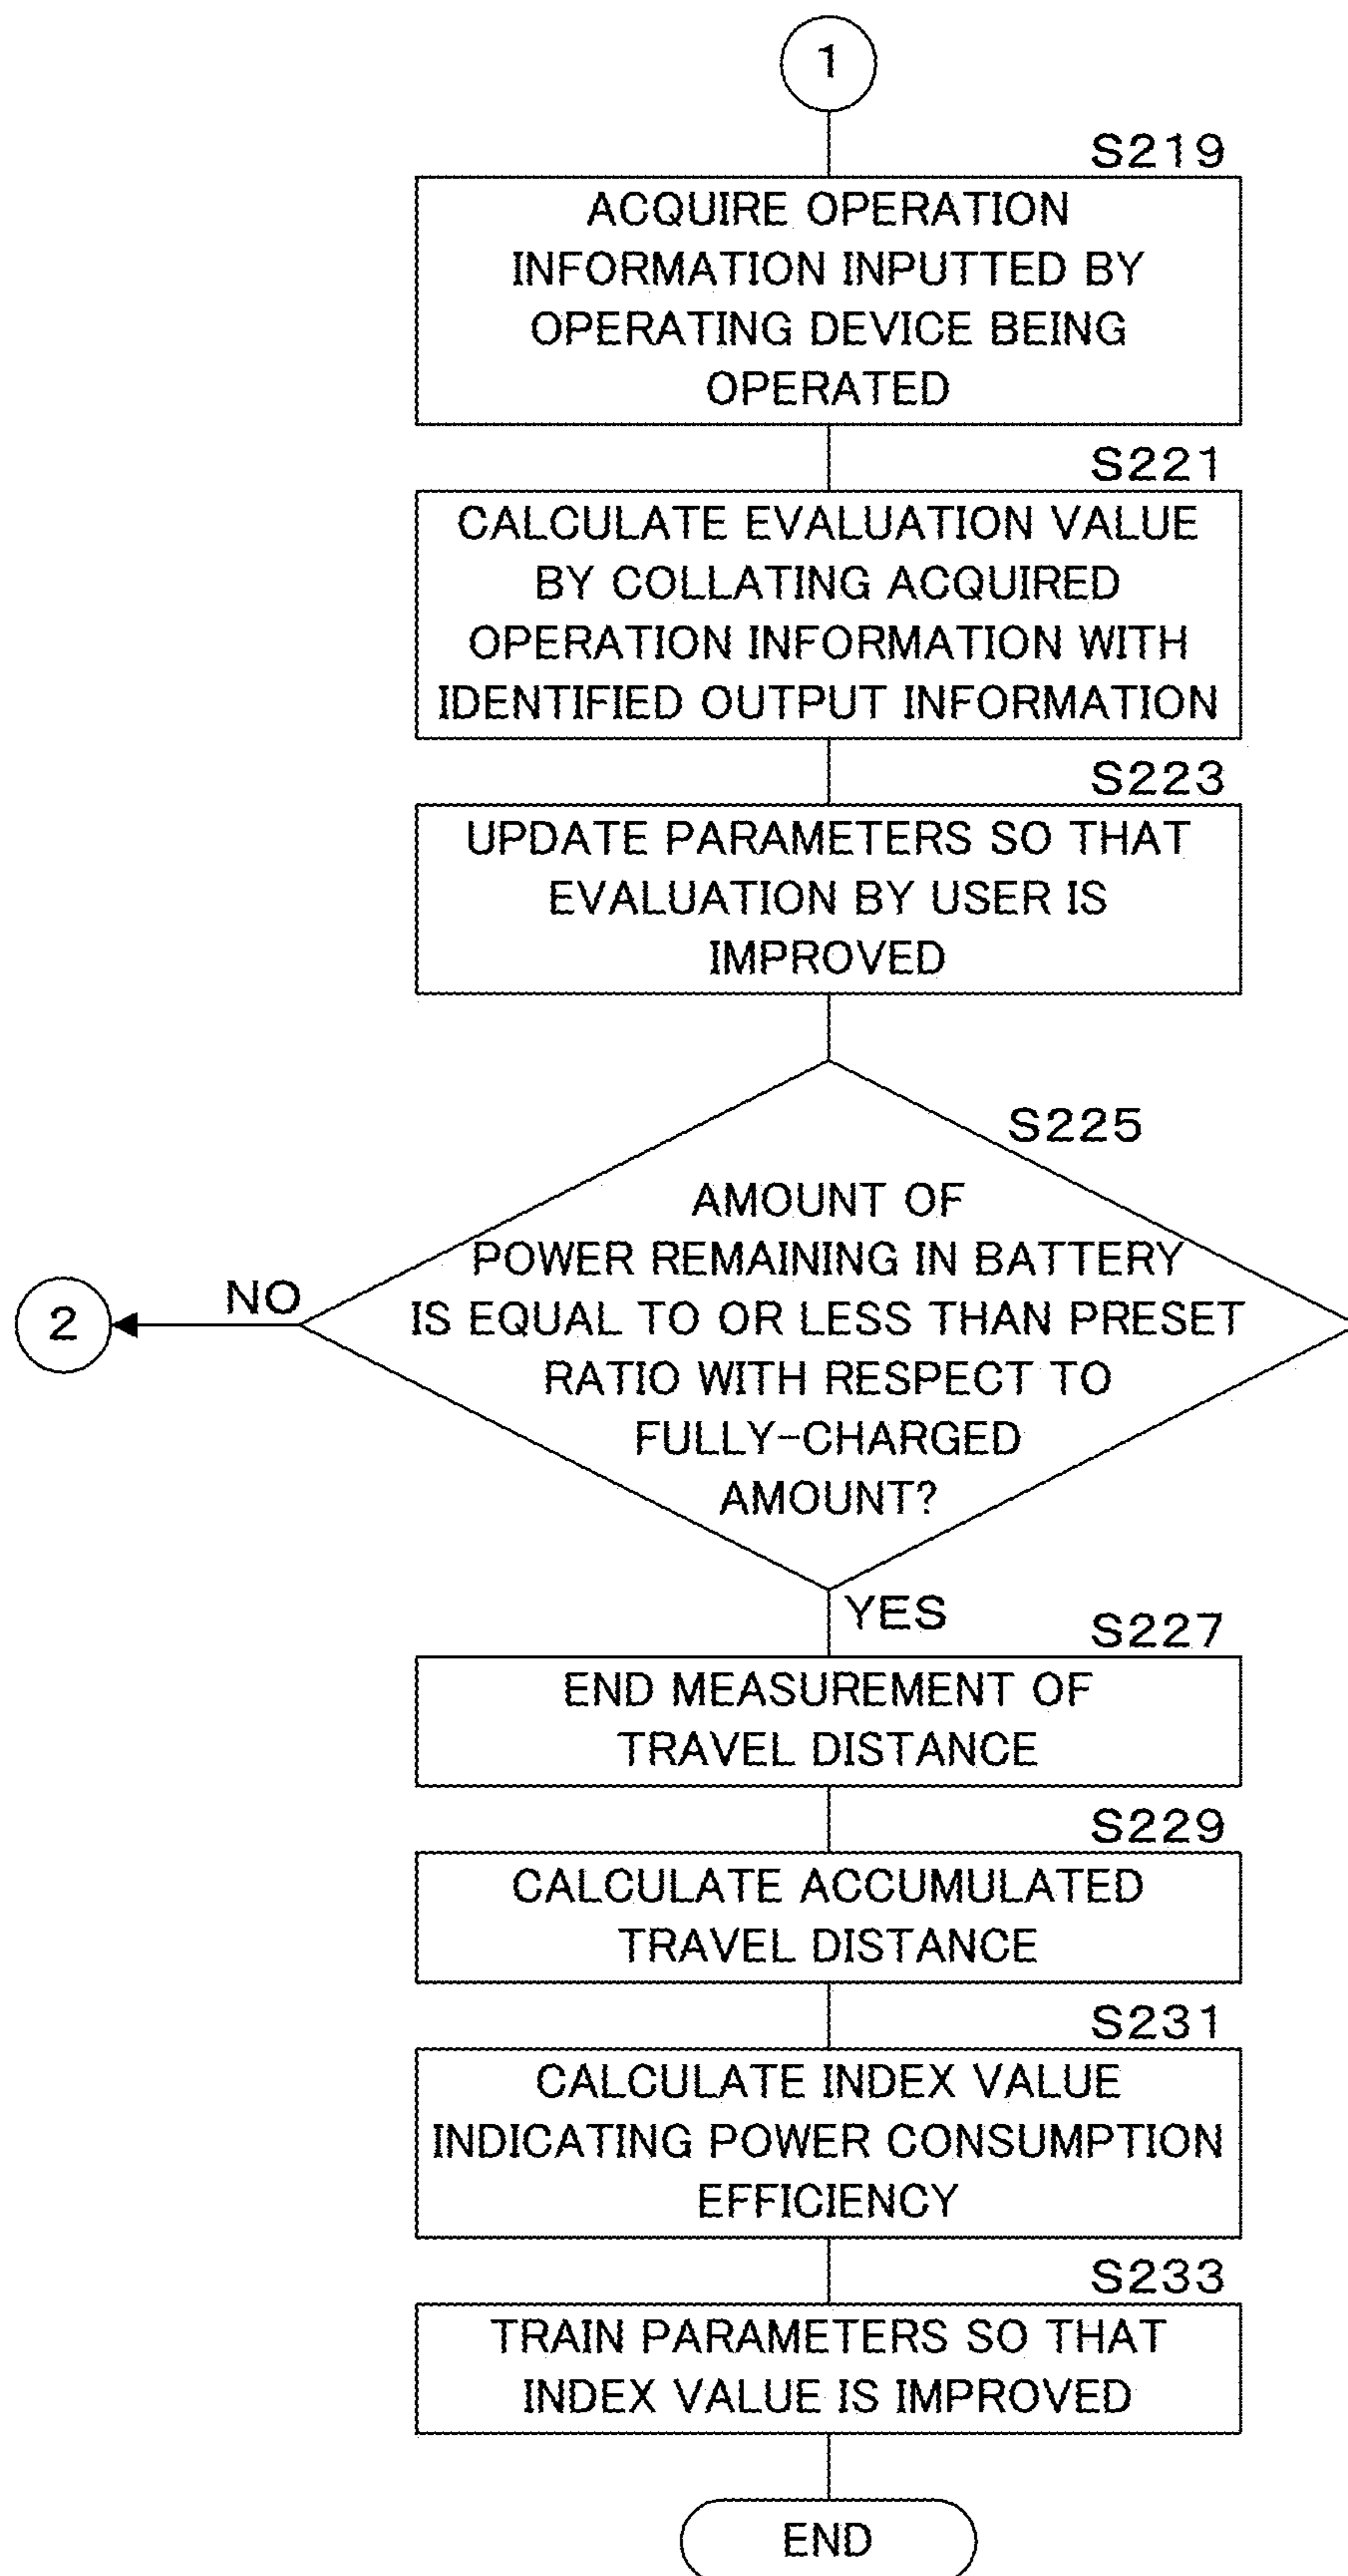 1
S219
ACQUIRE OPERATION
INFORMATION INPUTTED BY
OPERATING DEVICE BEING
OPERATED
S221
CALCULATE EVALUATION VALUE
BY COLLATING ACQUIRED
OPERATION INFORMATION WITH
IDENTIFIED OUTPUT INFORMATION
S223
UPDATE PARAMETERS SO THAT
EVALUATION BY USER IS
IMPROVED
S225
AMOUNT OF
POWER REMAINING IN BATTERY
IS EQUAL TO OR LESS THAN PRESET
RATIO WITH RESPECT TO
FULLY-CHARGED
AMOUNT?
NO
2
YES
S227
END MEASUREMENT OF
TRAVEL DISTANCE
S229
CALCULATE ACCUMULATED
TRAVEL DISTANCE
S231
CALCULATE INDEX VALUE
INDICATING POWER CONSUMPTION
EFFICIENCY
S233
TRAIN PARAMETERS SO THAT
INDEX VALUE IS IMPROVED
END